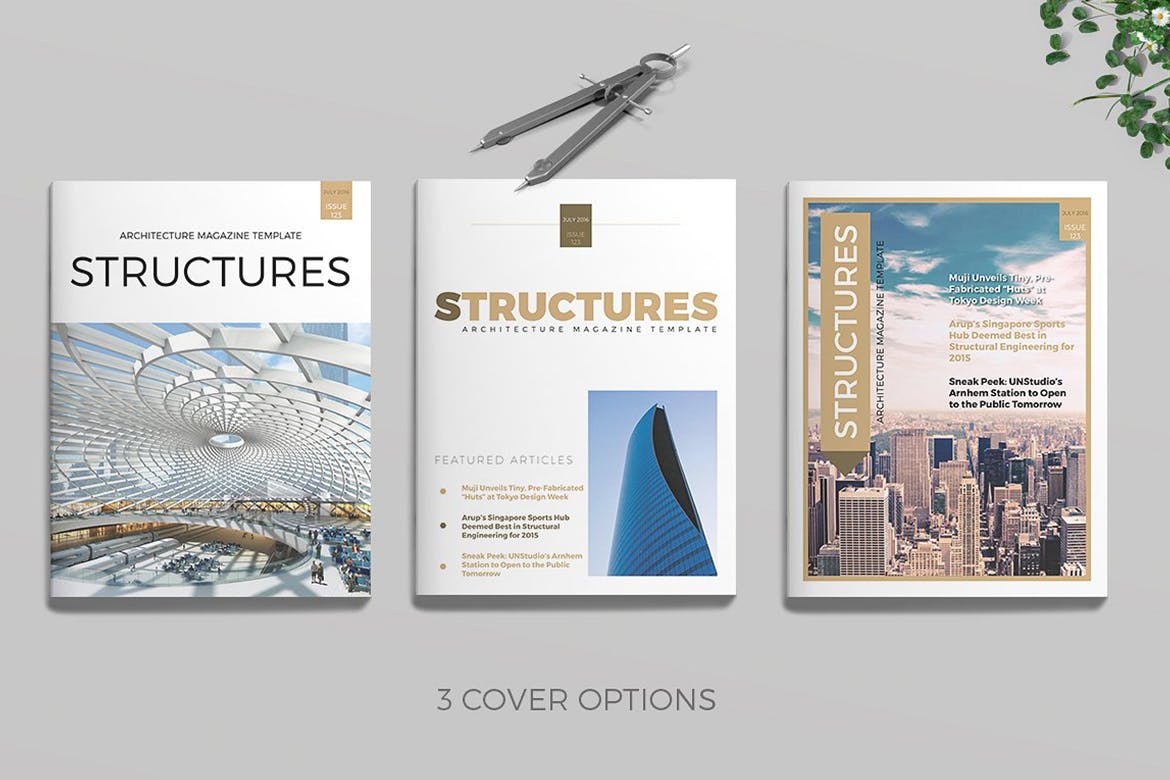 JULY 2016
ISSUE
123
ARCHITECTURE MAGAZINE TEMPLATE
STRUCTURES
JULY 2016
ISSUE
123
STRUCTURES
ARCHITECTURE MAGAZINE TEMPLATE
FEATURED ARTICLES
Muji Unveils Tiny, Pre-Fabricated
"Huts" at Tokyo Design Week
Arup's Singapore Sports Hub
Deemed Best in Structural
Engineering for 2015
Sneak Peek: UNStudio's Arnhem
Station to Open to the Public
Tomorrow
JULY 2016
ISSUE
123
STRUCTURES
ARCHITECTURE MAGAZINE TEMPLATE
Muji Unveils Tiny, Pre-
Fabricated "Huts" at
Tokyo Design Week
Arup's Singapore Sports
Hub Deemed Best in
Structural Engineering for
2015
Sneak Peek: UNStudio's
Arnhem Station to Open
to the Public Tomorrow
3 COVER OPTIONS